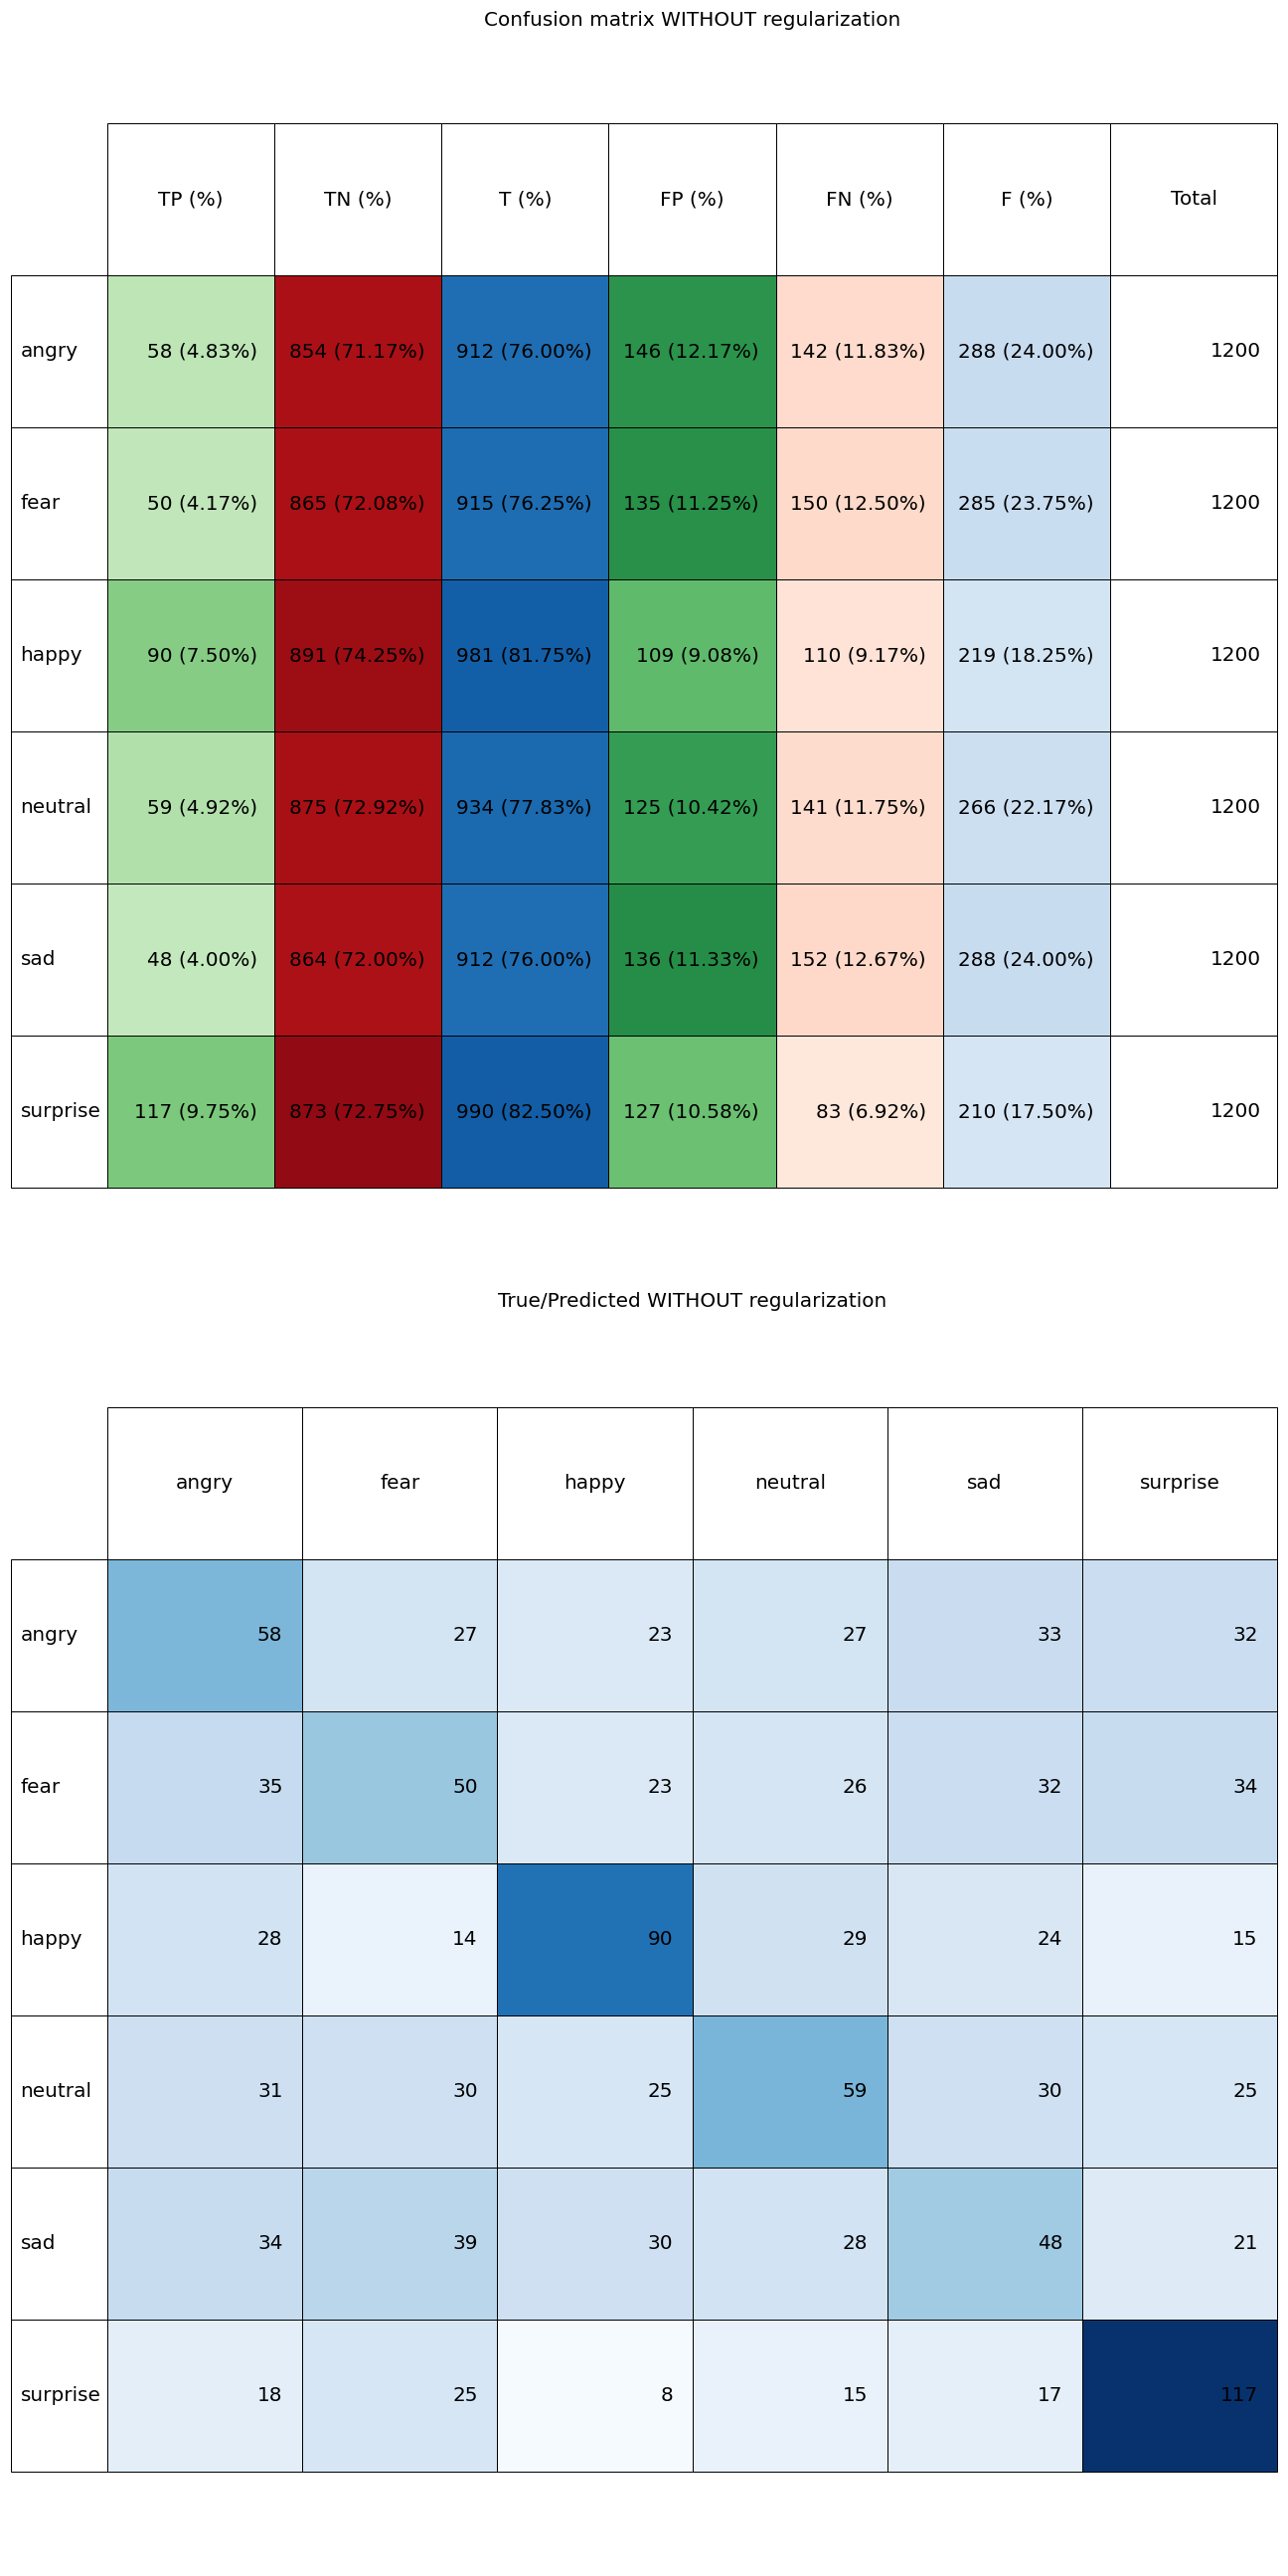 Confusion matrix WITHOUT regularization
TP (%) TN (%) T (%) FP (%) FN (%) F (%) Total
angry 58 (4.83%) 854 (71.17%) 912 (76.00%) 146 (12.17%) 142 (11.83%) 288 (24.00%) 1200
fear 50 (4.17%) 865 (72.08%) 915 (76.25%) 135 (11.25%) 150 (12.50%) 285 (23.75%) 1200
happy 90 (7.50%) 891 (74.25%) 981 (81.75%) 109 (9.08%) 110 (9.17%) 219 (18.25%) 1200
neutral 59 (4.92%) 875 (72.92%) 934 (77.83%) 125 (10.42%) 141 (11.75%) 266 (22.17%) 1200
sad 48 (4.00%) 864 (72.00%) 912 (76.00%) 136 (11.33%) 152 (12.67%) 288 (24.00%) 1200
surprise 117 (9.75%) 873 (72.75%) 990 (82.50%) 127 (10.58%) 83 (6.92%) 210 (17.50%) 1200
True/Predicted WITHOUT regularization
angry fear happy neutral sad surprise
angry 58 27 23 27 33 32
fear 35 50 23 26 32 34
happy 28 14 90 29 24 15
neutral 31 30 25 59 30 25
sad 34 39 30 28 48 21
surprise 18 25 8 15 17 117